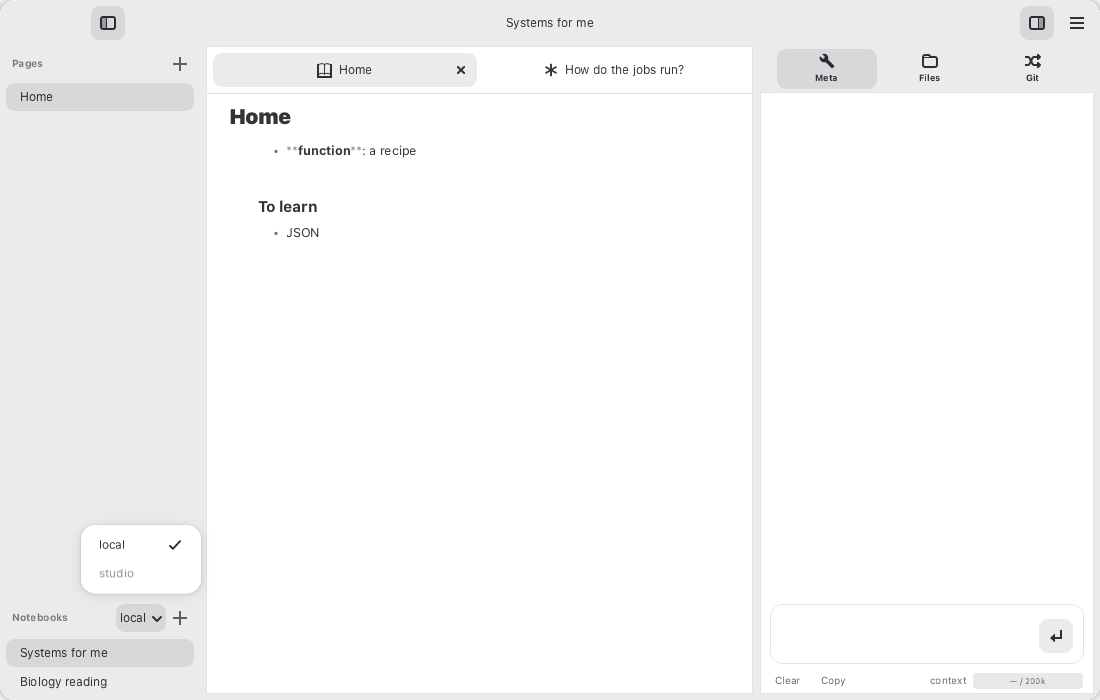 Systems for me
Pages
Home
local
studio
Notebooks
local
Systems for me
Biology reading
Home
How do the jobs run?
Home
• **function**: a recipe
To learn
• JSON
Meta
Files
Git
Clear
Copy
context
— / 200k